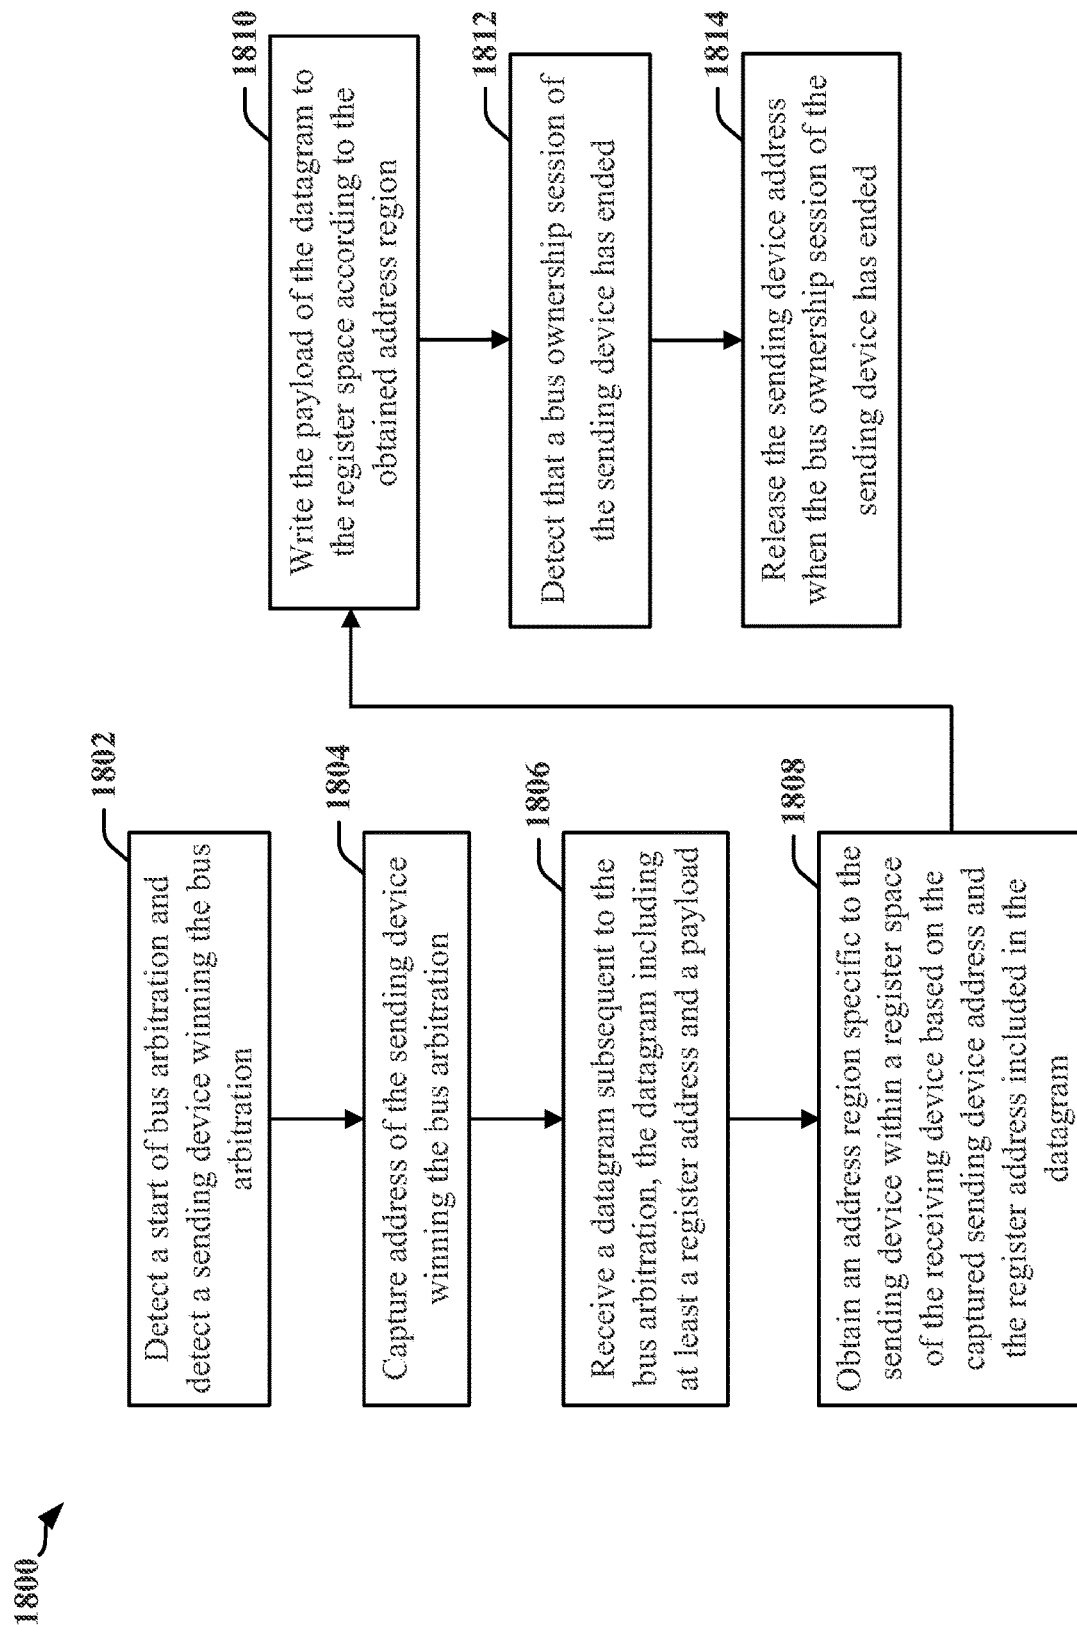 1800
1802
Detect a start of bus arbitration and
detect a sending device winning the bus
arbitration
1804
Capture address of the sending device
winning the bus arbitration
1806
Receive a datagram subsequent to the
bus arbitration, the datagram including
at least a register address and a payload
1808
Obtain an address region specific to the
sending device within a register space
of the receiving device based on the
captured sending device address and
the register address included in the
datagram
1810
Write the payload of the datagram to
the register space according to the
obtained address region
1812
Detect that a bus ownership session of
the sending device has ended
1814
Release the sending device address
when the bus ownership session of the
sending device has ended